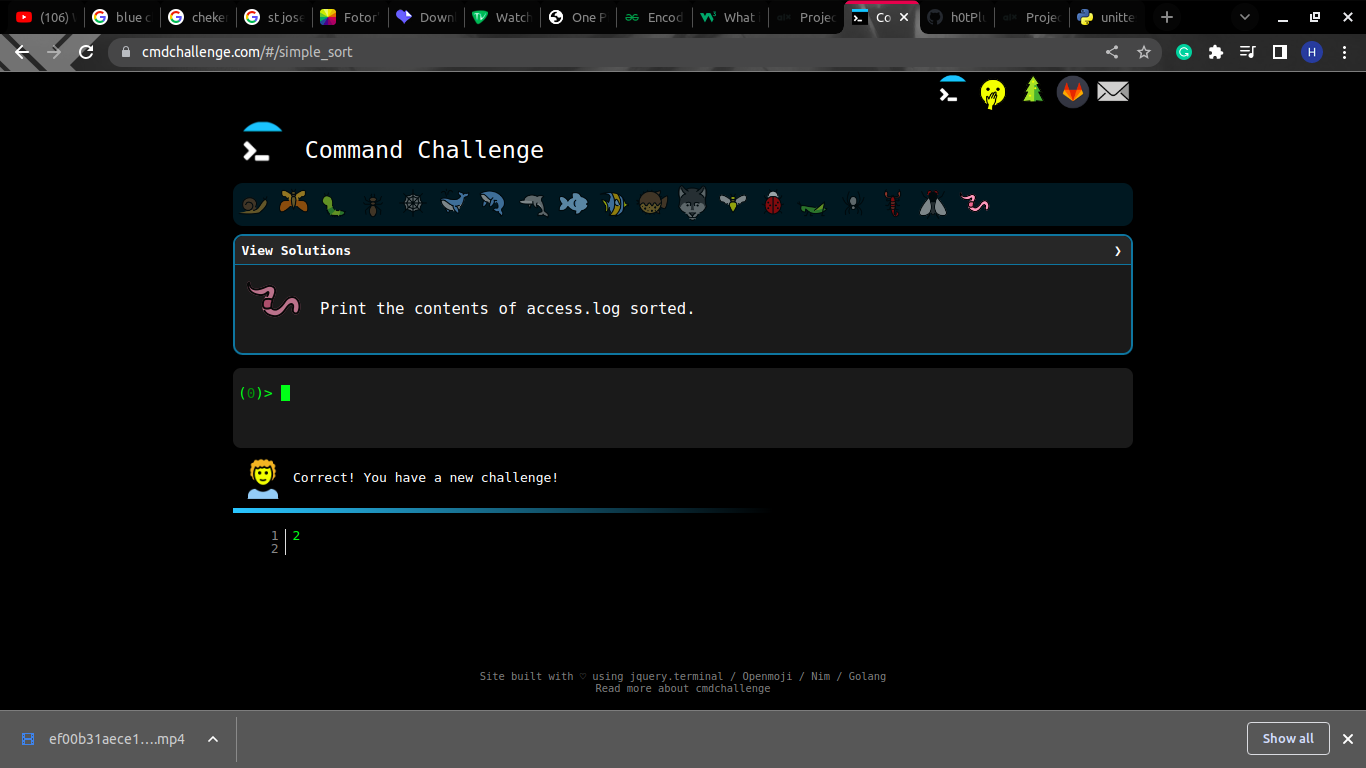 (106) blue c cheker st jose Fotor Downl Watch One P Encod What Projec Co h0tPlu Projec unitte
cmdchallenge.com/#/simple_sort
H
Command Challenge
View Solutions
Print the contents of access.log sorted.
(0)>
Correct! You have a new challenge!
1 2
2
Site built with ♡ using jquery.terminal / Openmoji / Nim / Golang
Read more about cmdchallenge
ef00b31aece1....mp4
Show all